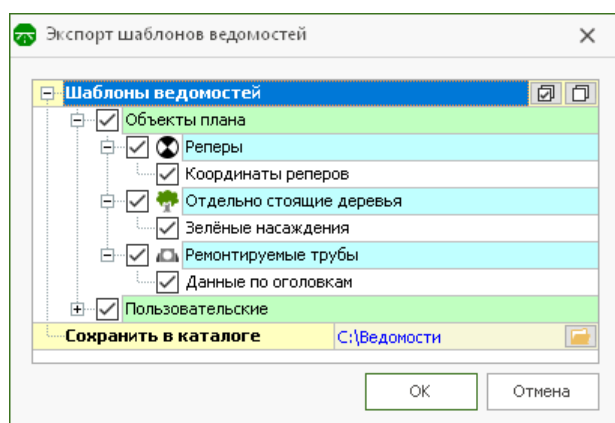 Экспорт шаблонов ведомостей
Шаблоны ведомостей
Объекты плана
Реперы
Координаты реперов
Отдельно стоящие деревья
Зелёные насаждения
Ремонтируемые трубы
Данные по оголовкам
Пользовательские
Сохранить в каталоге C:\Ведомости
OK Отмена